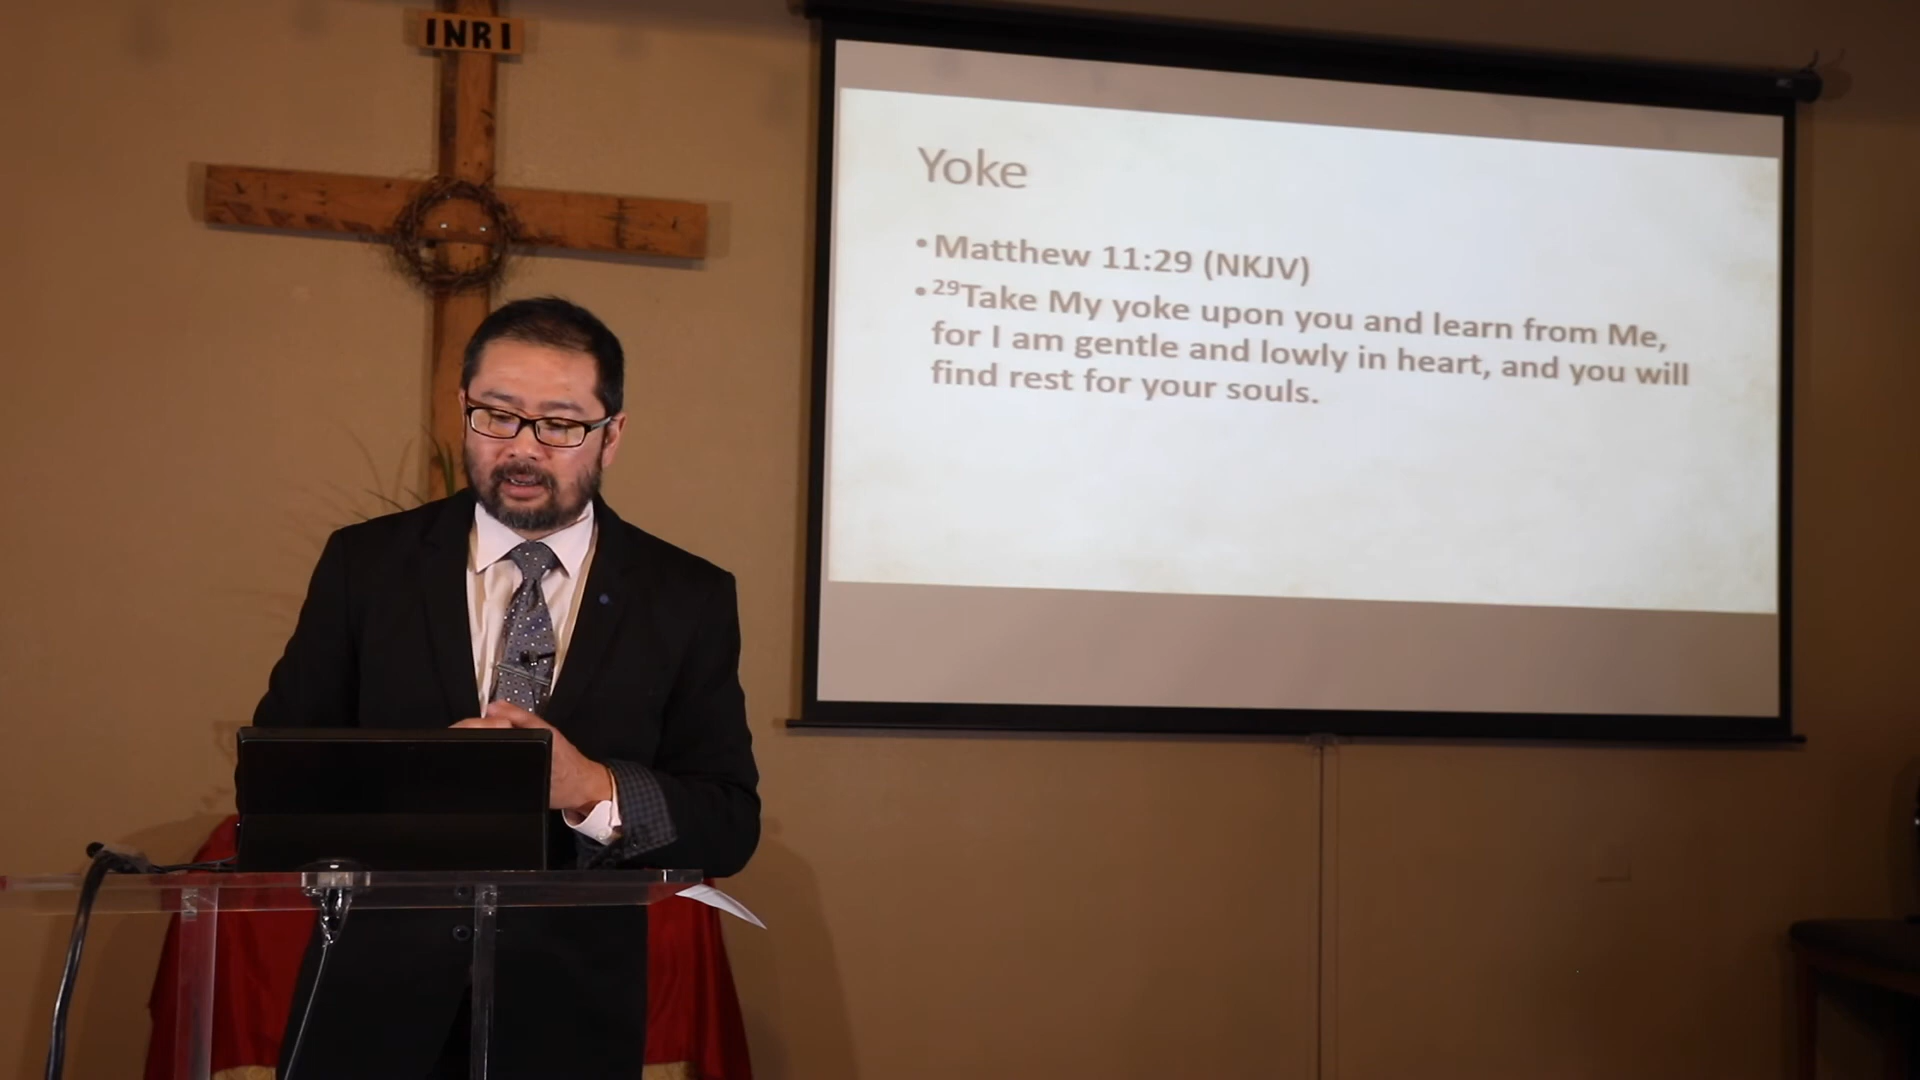 INRI
Yoke
•Matthew 11:29 (NKJV)
•29Take My yoke upon you and learn from Me,
for I am gentle and lowly in heart, and you will
find rest for your souls.